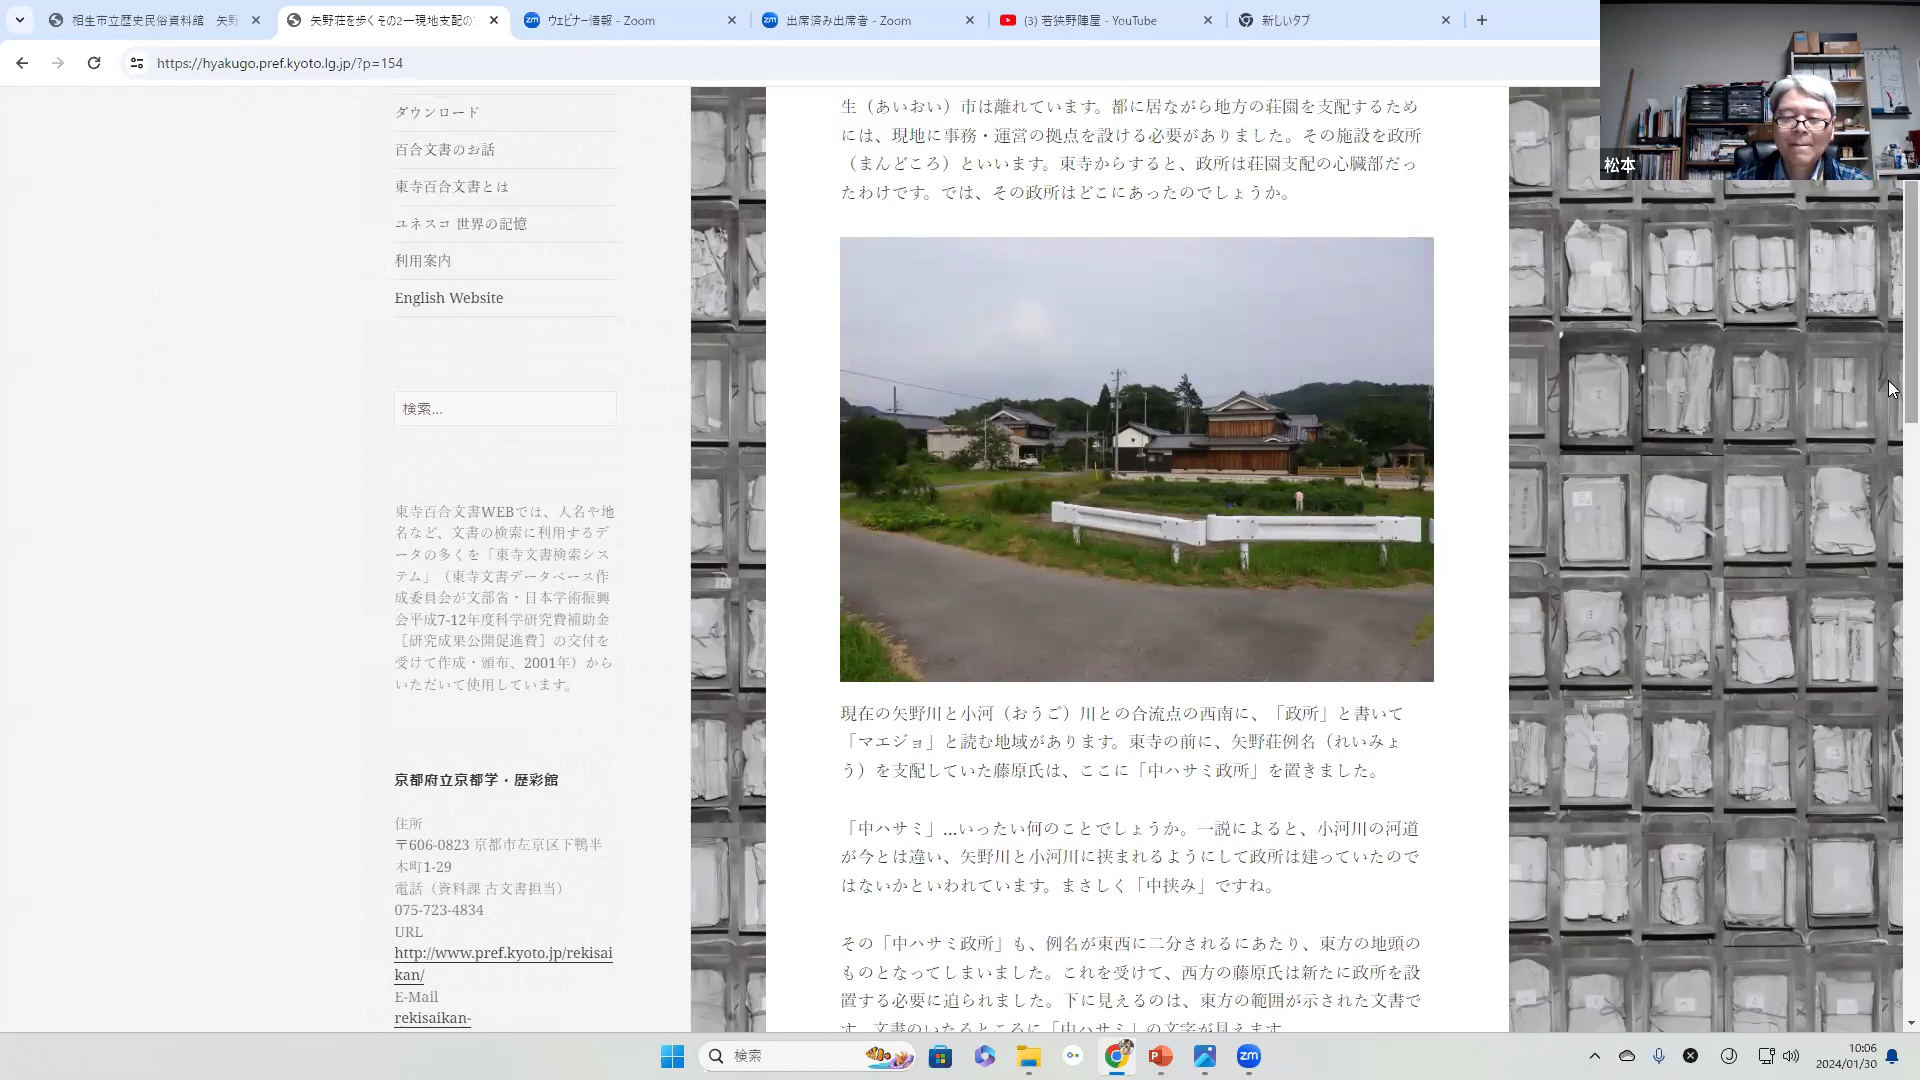 相生市立歴史民俗資料館　矢野
矢野荘を歩くその2ー現地支配の
ウェビナー情報 - Zoom
出席済み出席者 - Zoom
(3) 若狭野陣屋 - YouTube
新しいタブ
https://hyakugo.pref.kyoto.lg.jp/?p=154
松本
ダウンロード
百合文書のお話
東寺百合文書とは
ユネスコ 世界の記憶
利用案内
English Website
検索...
東寺百合文書WEBでは、人名や地
名など、文書の検索に利用するデ
ータの多くを「東寺文書検索シス
テム」（東寺文書データベース作
成委員会が文部省・日本学術振興
会平成7-12年度科学研究費補助金
［研究成果公開促進費］の交付を
受けて作成・頒布、2001年）から
いただいて使用しています。
京都府立京都学・歴彩館
住所
〒606-0823 京都市左京区下鴨半
木町1-29
電話（資料課 古文書担当）
075-723-4834
URL
http://www.pref.kyoto.jp/rekisai
kan/
E-Mail
rekisaikan-
生（あいおい）市は離れています。都に居ながら地方の荘園を支配するため
には、現地に事務・運営の拠点を設ける必要がありました。その施設を政所
（まんどころ）といいます。東寺からすると、政所は荘園支配の心臓部だっ
たわけです。では、その政所はどこにあったのでしょうか。
現在の矢野川と小河（おうご）川との合流点の西南に、「政所」と書いて
「マエジョ」と読む地域があります。東寺の前に、矢野荘例名（れいみょ
う）を支配していた藤原氏は、ここに「中ハサミ政所」を置きました。
「中ハサミ」…いったい何のことでしょうか。一説によると、小河川の河道
が今とは違い、矢野川と小河川に挟まれるようにして政所は建っていたので
はないかといわれています。まさしく「中挟み」ですね。
その「中ハサミ政所」も、例名が東西に二分されるにあたり、東方の地頭の
ものとなってしまいました。これを受けて、西方の藤原氏は新たに政所を設
置する必要に迫られました。下に見えるのは、東方の範囲が示された文書で
す。文書のいたるところに「中ハサミ」の文字が見えます。
検索
10:06
2024/01/30